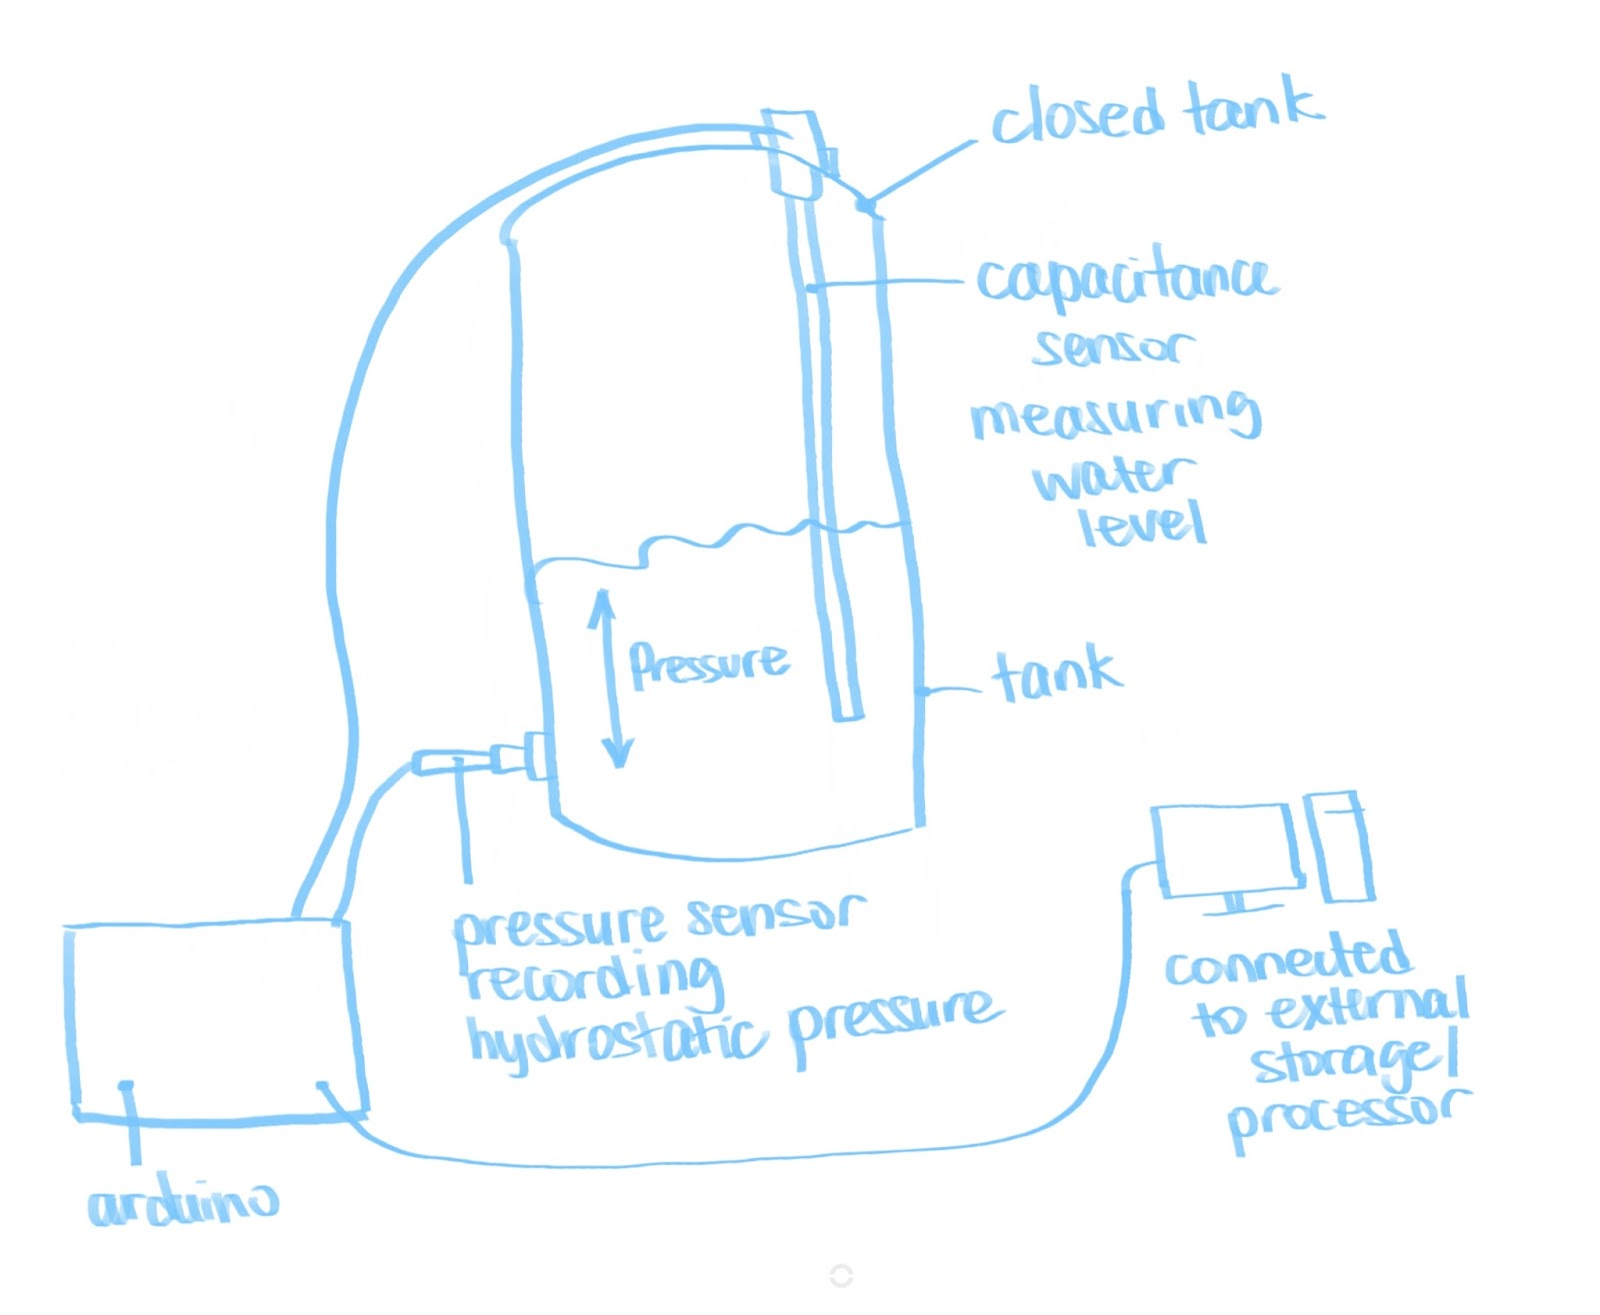 closed tank
capacitance
sensor
measuring
water
level
Pressure
tank
pressure sensor
recording
hydrostatic pressure
connected
to external
storage/
processor
arduino